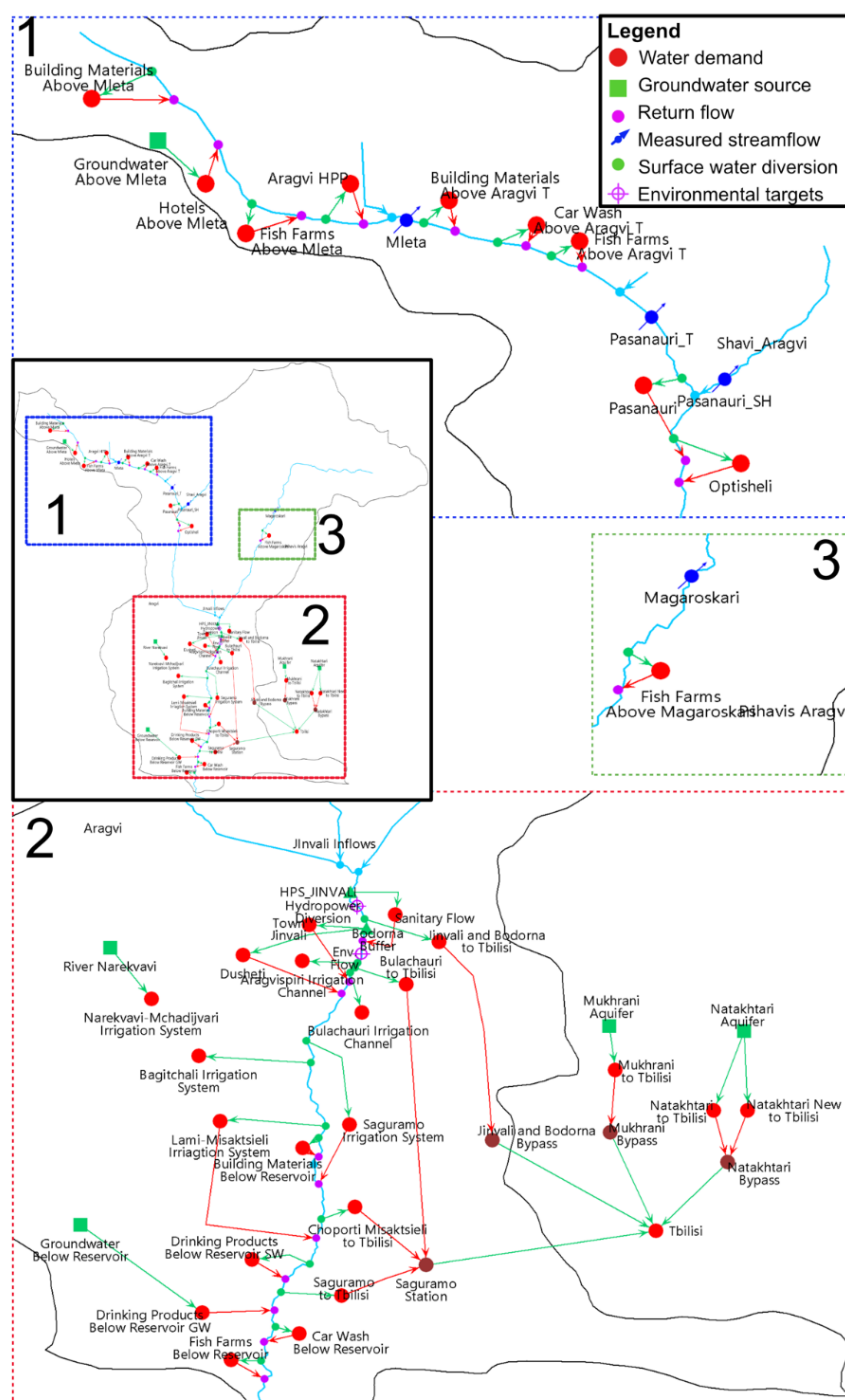 1
Legend
Water demand
Groundwater source
Return flow
Measured streamflow
Surface water diversion
Environmental targets
Building Materials
Above Mleta
Groundwater
Above Mleta
Hotels
Above Mleta
Aragvi HPP
Fish Farms
Above Mleta
Mleta
Building Materials
Above Aragvi T
Car Wash
Above Aragvi T
Fish Farms
Above Aragvi T
Pasanauri_T
Shavi_Aragvi
Pasanauri
Pasanauri_SH
Optisheli
1
3
2
3
Magaroskari
Fish Farms
Above Magaroskari
Pshavis Aragvi
2
Aragvi
JInvali Inflows
HPS_JINVALI
Hydropower
Diversion
Sanitary Flow
Town
Jinvali
Bodorna
Buffer
Jinvali and Bodorna
to Tbilisi
Env
Flow
Dusheti
Bulachauri
to Tbilisi
Aragvispiri Irrigation
Channel
River Narekvavi
Narekvavi-Mchadijvari
Irrigation System
Bulachauri Irrigation
Channel
Mukhrani
Aquifer
Natakhtari
Aquifer
Bagitchali Irrigation
System
Mukhrani
to Tbilisi
Natakhtari
to Tbilisi
Natakhtari New
to Tbilisi
Saguramo
Irrigation System
Lami-Misaktsieli
Irriagtion System
Jinvali and Bodorna
Bypass
Mukhrani
Bypass
Building Materials
Below Reservoir
Natakhtari
Bypass
Groundwater
Below Reservoir
Drinking Products
Below Reservoir SW
Choporti Misaktsieli
to Tbilisi
Tbilisi
Saguramo
to Tbilisi
Saguramo
Station
Drinking Products
Below Reservoir GW
Fish Farms
Below Reservoir
Car Wash
Below Reservoir